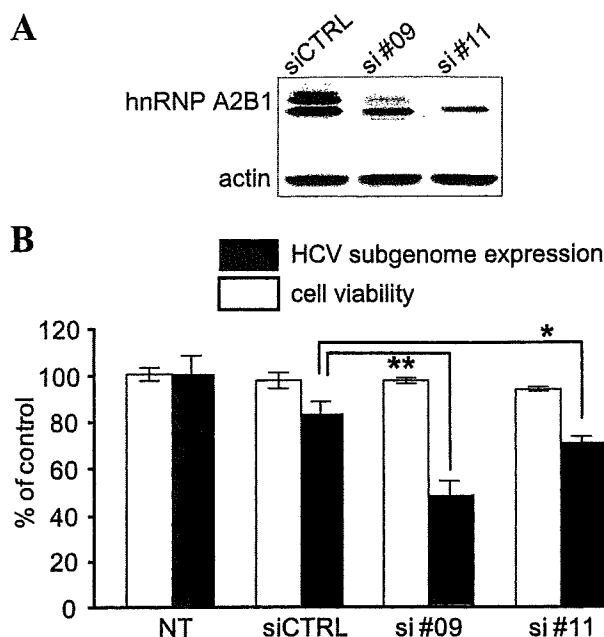 A
siCTRL si #09 si #11
hnRNP A2B1
actin
B
HCV subgenome expression
cell viability
% of control
120
100
80
60
40
20
0
*
**
NT siCTRL si #09 si #11